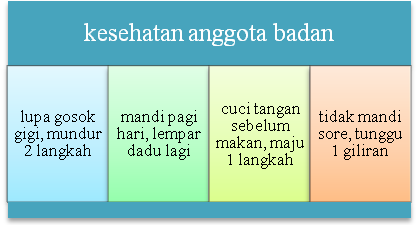 kesehatan anggota badan
lupa gosok
gigi, mundur
2 langkah
mandi pagi
hari, lempar
dadu lagi
cuci tangan
sebelum
makan, maju
1 langkah
tidak mandi
sore, tunggu
1 giliran